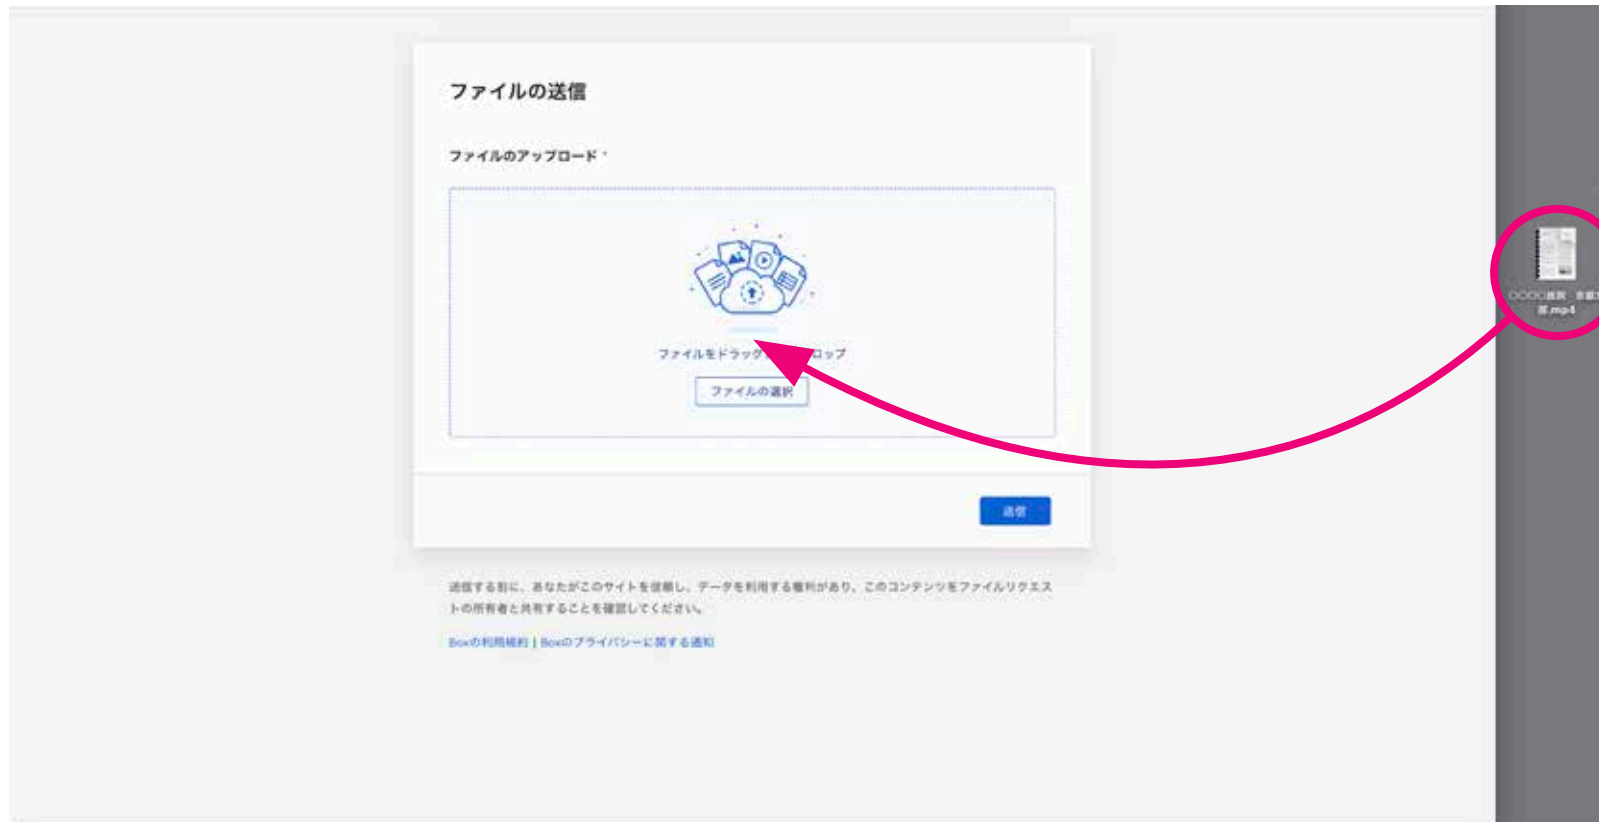 ファイルの送信
ファイルのアップロード *
ファイルをドラッグ ロップ
ファイルの選択
送信
送信する前に、あなたがこのサイトを信頼し、データを利用する権利があり、このコンテンツをファイルリクエス
トの所有者と共有することを確認してください。
Boxの利用規約 | Boxのプライバシーに関する通知
〇〇〇〇
.mp4